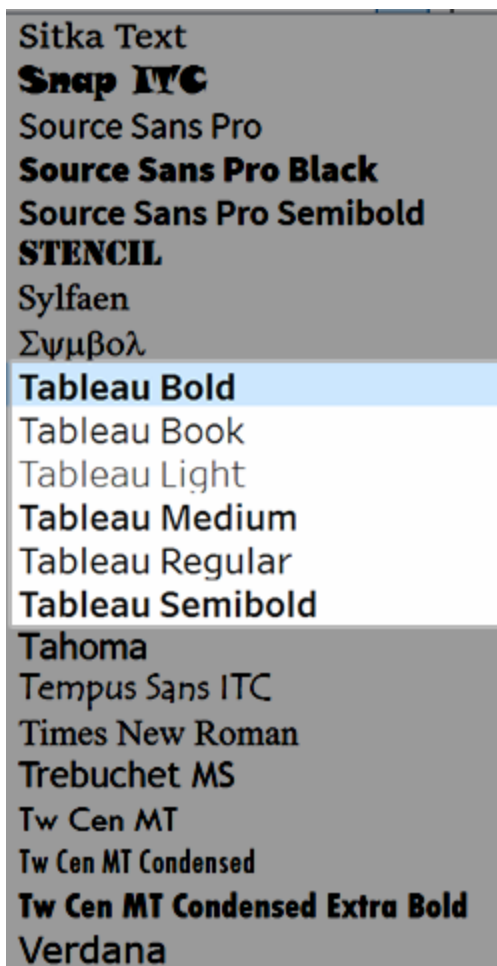 Sitka Text
Snap ITC
Source Sans Pro
Source Sans Pro Black
Source Sans Pro Semibold
STENCIL
Sylfaen
Σψμβολ
Tableau Bold
Tableau Book
Tableau Light
Tableau Medium
Tableau Regular
Tableau Semibold
Tahoma
Tempus Sans ITC
Times New Roman
Trebuchet MS
Tw Cen MT
Tw Cen MT Condensed
Tw Cen MT Condensed Extra Bold
Verdana